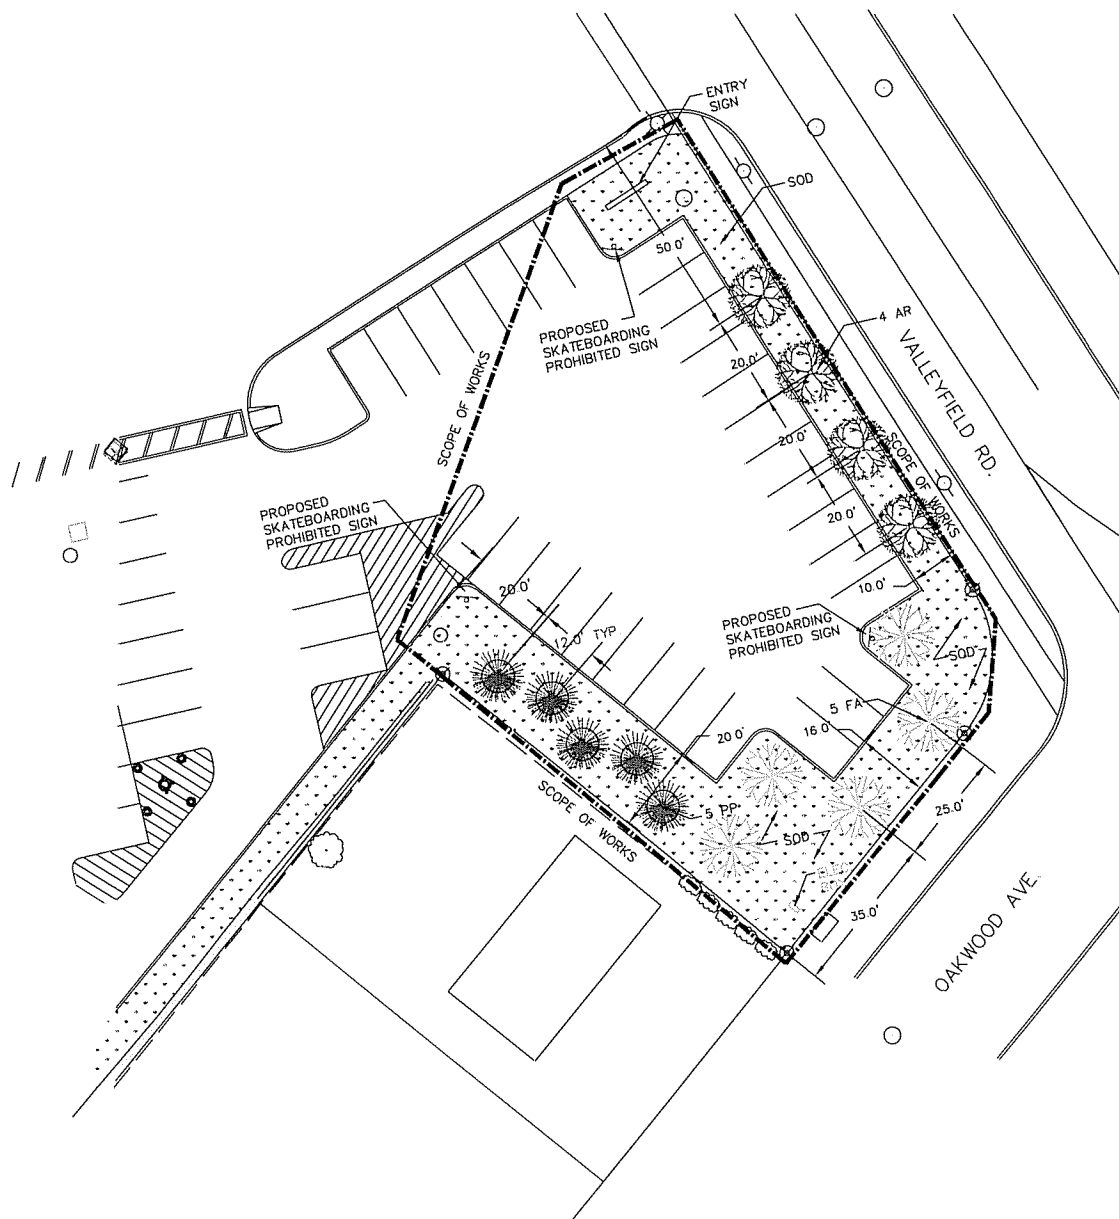 ENTRY
SIGN
SOD
50.0'
PROPOSED
SKATEBOARDING
PROHIBITED SIGN
4 AR
VALLEYFIELD RD.
20.0'
SCOPE OF WORKS
20.0'
SCOPE OF WORKS
PROPOSED
SKATEBOARDING
PROHIBITED SIGN
20.0'
20.0'
10.0'
12.0' TYP.
PROPOSED
SKATEBOARDING
PROHIBITED SIGN
SOD
5 FA
16.0'
20.0'
SCOPE OF WORKS
5 PP
25.0'
SOD
35.0'
OAKWOOD AVE.